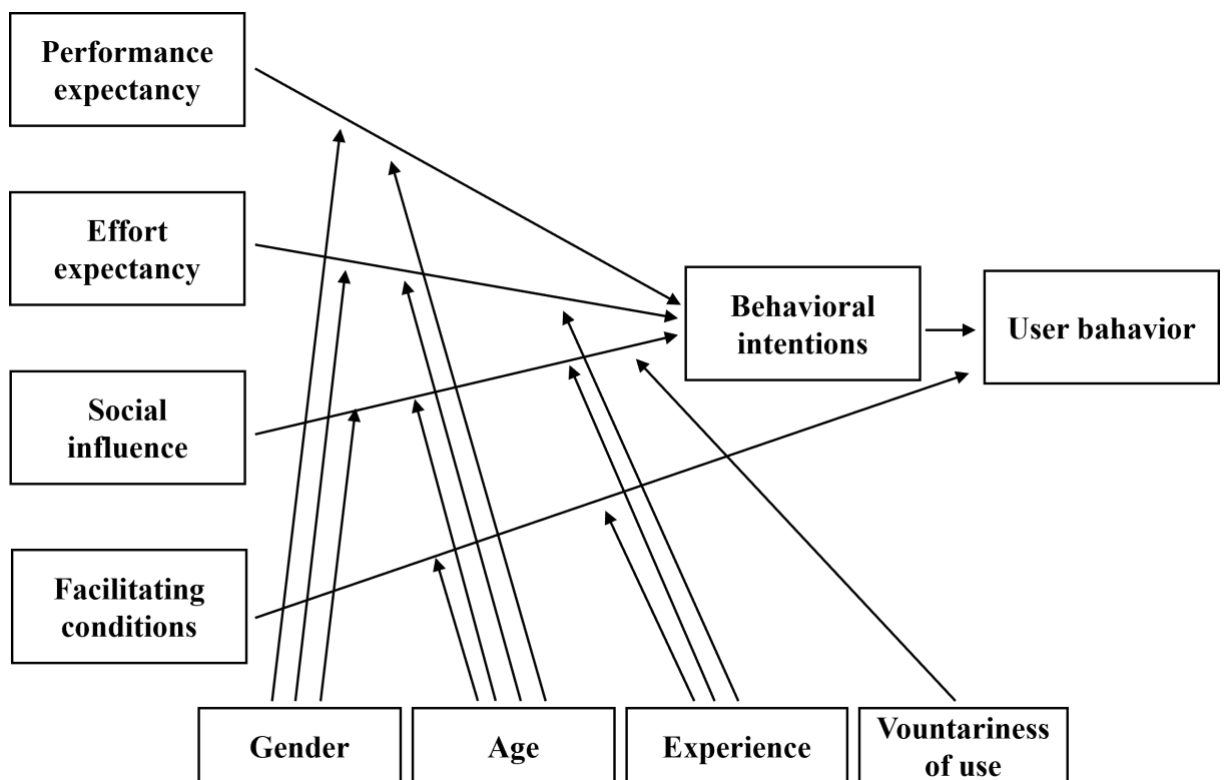 Performance
expectancy
Effort
expectancy
Social
influence
Facilitating
conditions
Behavioral
intentions
User bahavior
Gender
Age
Experience
Vountariness
of use